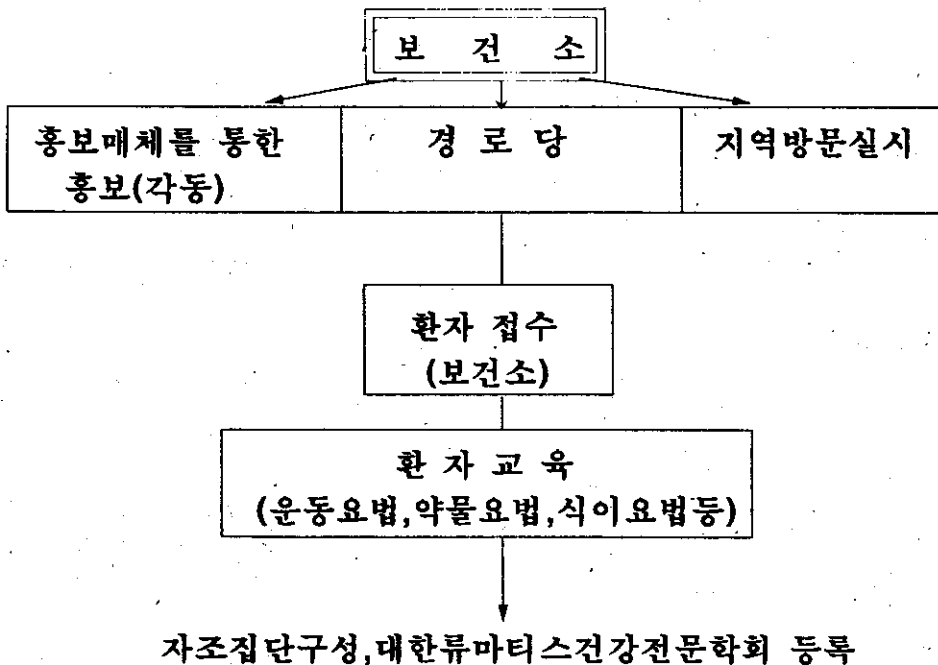 보 건 소
홍보매체를 통한
홍보(각동)
경 로 당
지역방문실시
환자 접수
(보건소)
환 자 교 육
(운동요법,약물요법,식이요법등)
자조집단구성,대한류마티스건강전문학회 등록